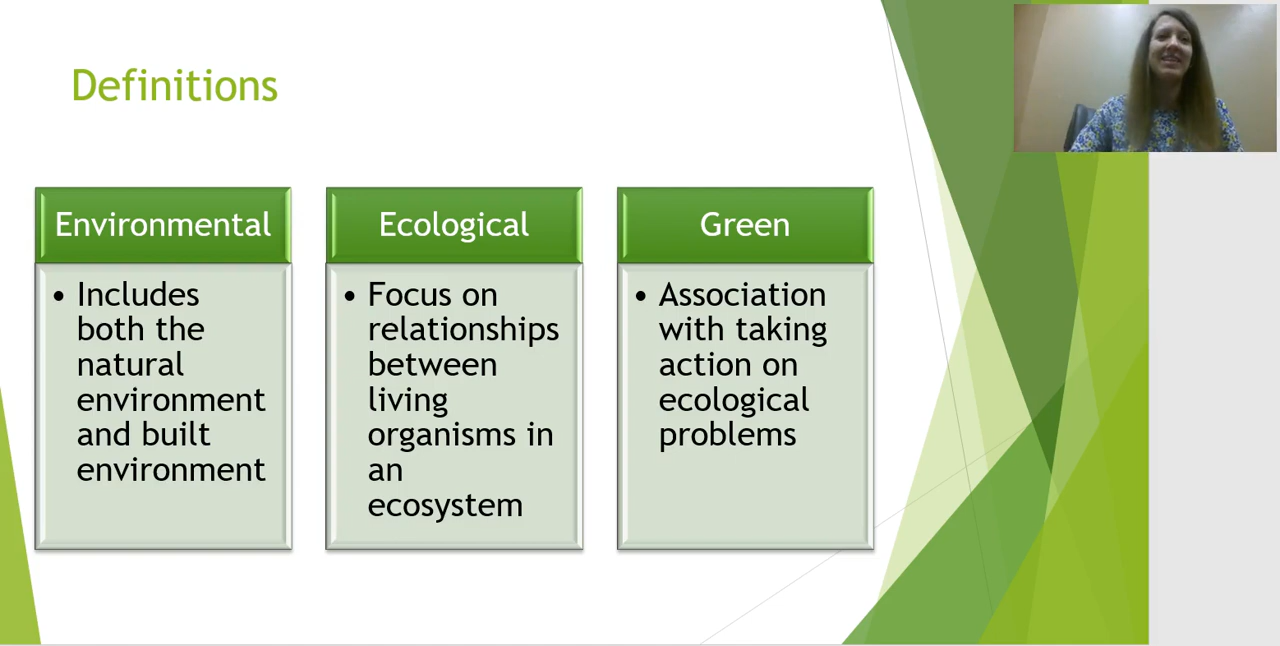 Definitions
Environmental
• Includes
both the
natural
environment
and built
environment
Ecological
• Focus on
relationships
between
living
organisms in
an
ecosystem
Green
• Association
with taking
action on
ecological
problems